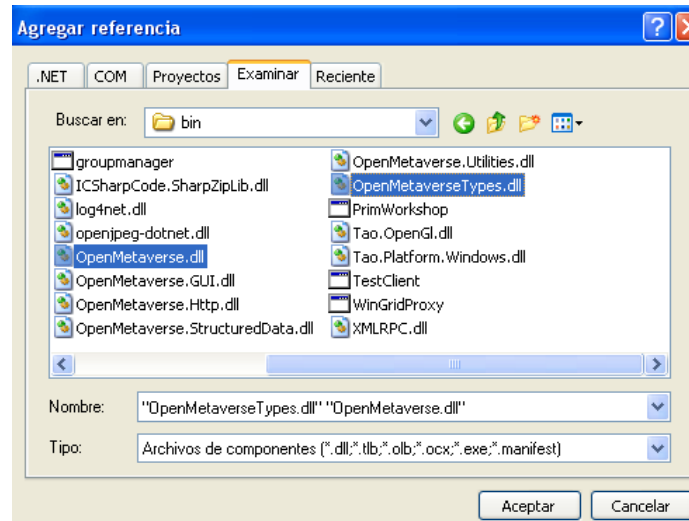 Agregar referencia
.NET COM Proyectos Examinar Reciente
Buscar en: bin
groupmanager
ICSharpCode.SharpZipLib.dll
log4net.dll
openjpeg-dotnet.dll
OpenMetaverse.dll
OpenMetaverse.GUI.dll
OpenMetaverse.Http.dll
OpenMetaverse.StructuredData.dll
OpenMetaverse.Utilities.dll
OpenMetaverseTypes.dll
PrimWorkshop
Tao.OpenGl.dll
Tao.Platform.Windows.dll
TestClient
WinGridProxy
XMLRPC.dll
Nombre: "OpenMetaverseTypes.dll" "OpenMetaverse.dll"
Tipo: Archivos de componentes (*.dll;*.tlb;*.olb;*.ocx;*.exe;*.manifest)
Aceptar Cancelar